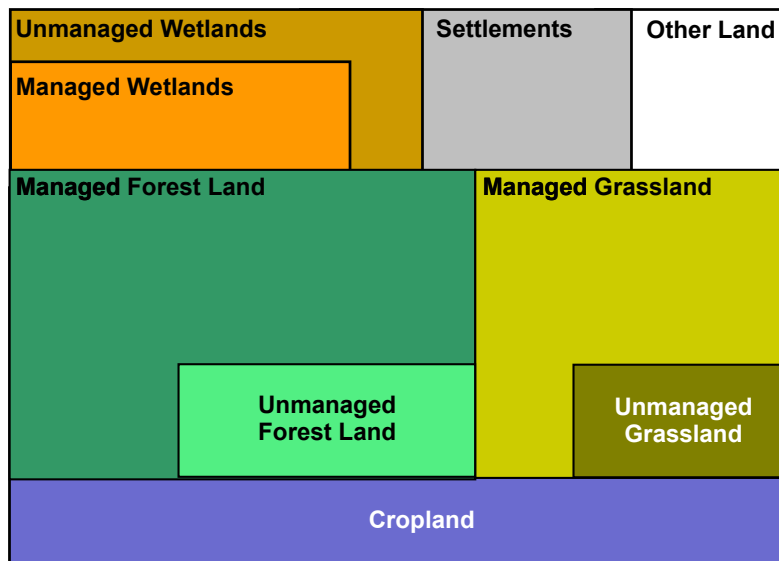 Unmanaged Wetlands
Settlements
Other Land
Managed Wetlands
Managed Forest Land
Managed Grassland
Unmanaged
Forest Land
Unmanaged
Grassland
Cropland